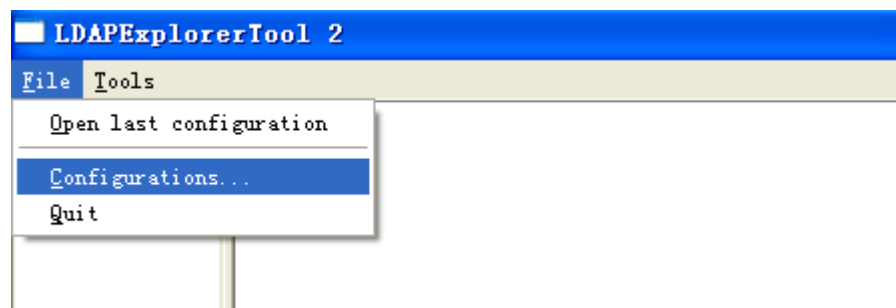 LDAPExplorerTool 2
File Tools
Open last configuration
Configurations...
Quit